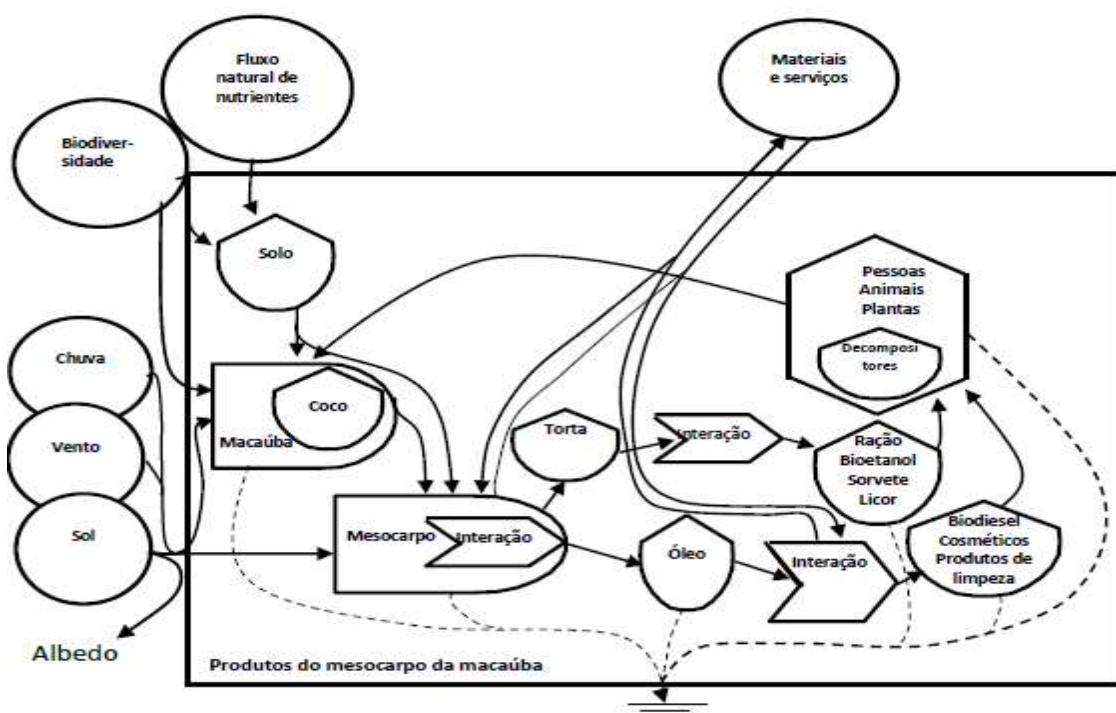 Fluxo
natural de
nutrientes
Materiais
e serviços
Biodiver-
sidade
Solo
Pessoas
Animais
Plantas
Decomposi
tores
Chuva
Coco
Macaúba
Vento
Torta
Interação
Ração
Bioetanol
Sorvete
Licor
Sol
Mesocarpo
Interação
Óleo
Interação
Biodiesel
Cosméticos
Produtos de
limpeza
Albedo
Produtos do mesocarpo da macaúba